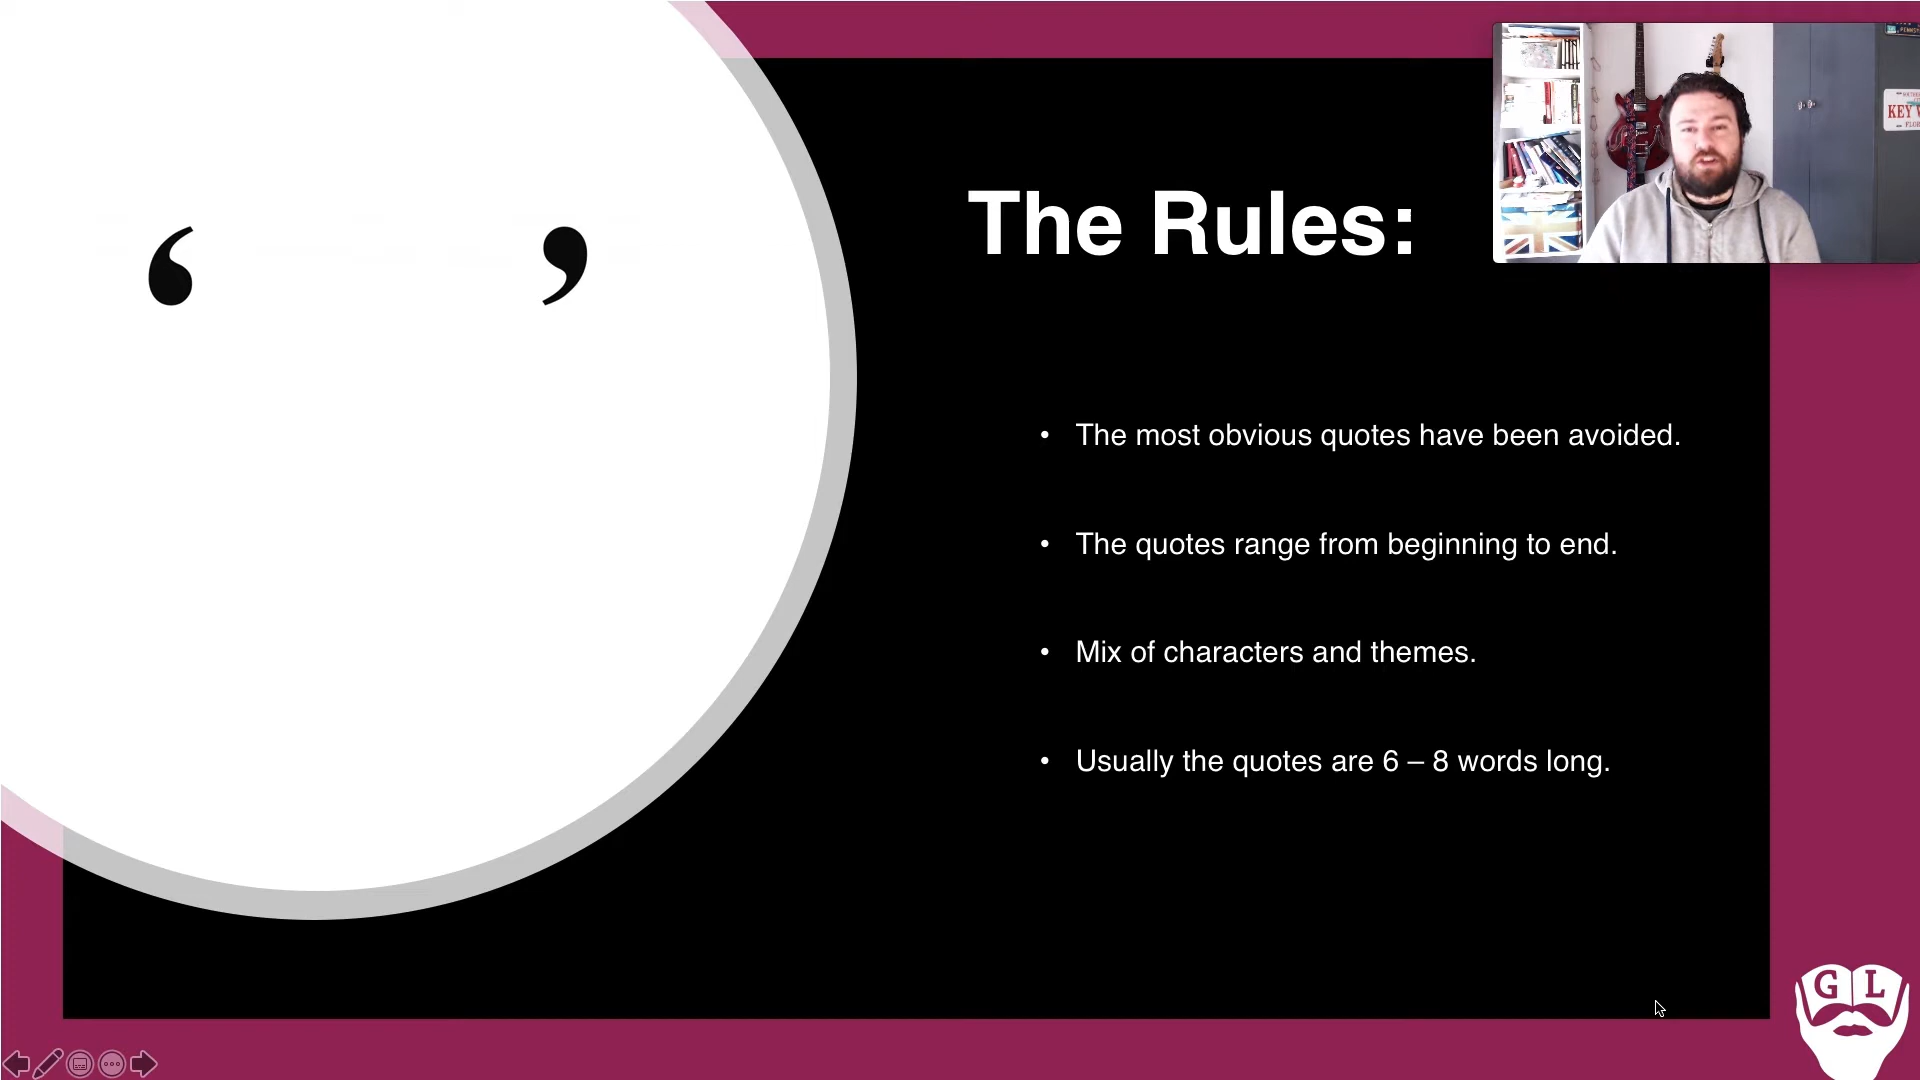 ‘ ’
The Rules:
• The most obvious quotes have been avoided.
• The quotes range from beginning to end.
• Mix of characters and themes.
• Usually the quotes are 6 – 8 words long.
KEY
G L